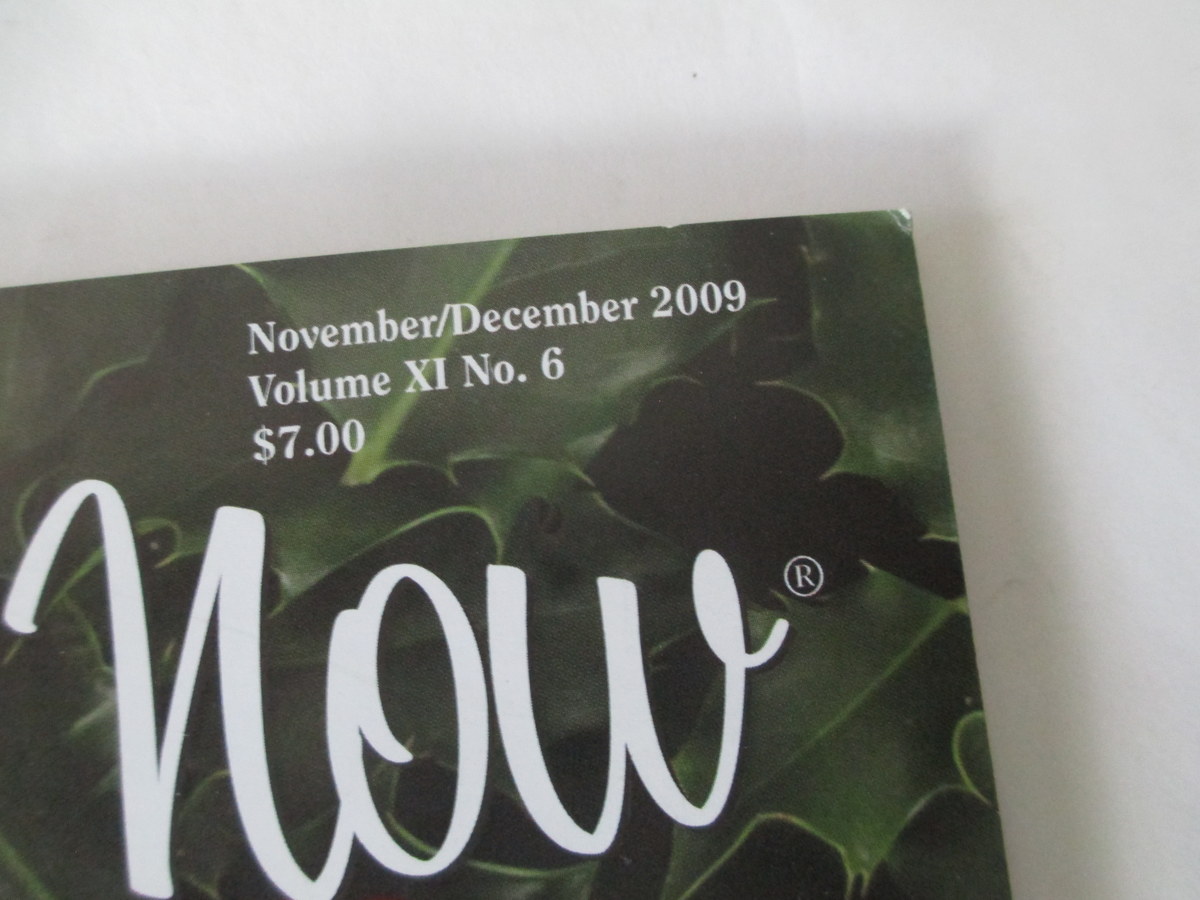 November/December 2009
Volume XI No. 6
$7.00
Now®